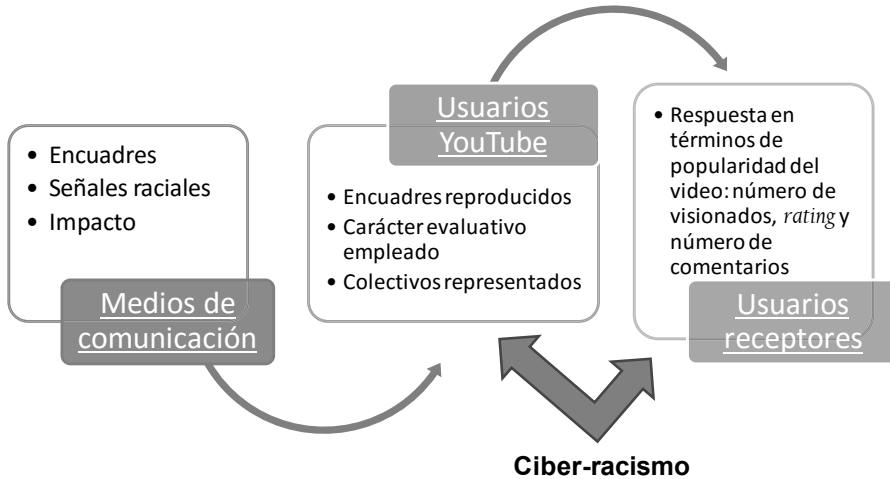 • Encuadres
• Señales raciales
• Impacto
Medios de
comunicación
Usuarios
YouTube
• Encuadres reproducidos
• Carácter evaluativo
empleado
• Colectivos representados
• Respuesta en
términos de
popularidad del
video: número de
visionados, rating y
número de
comentarios
Usuarios
receptores
Ciber-racismo